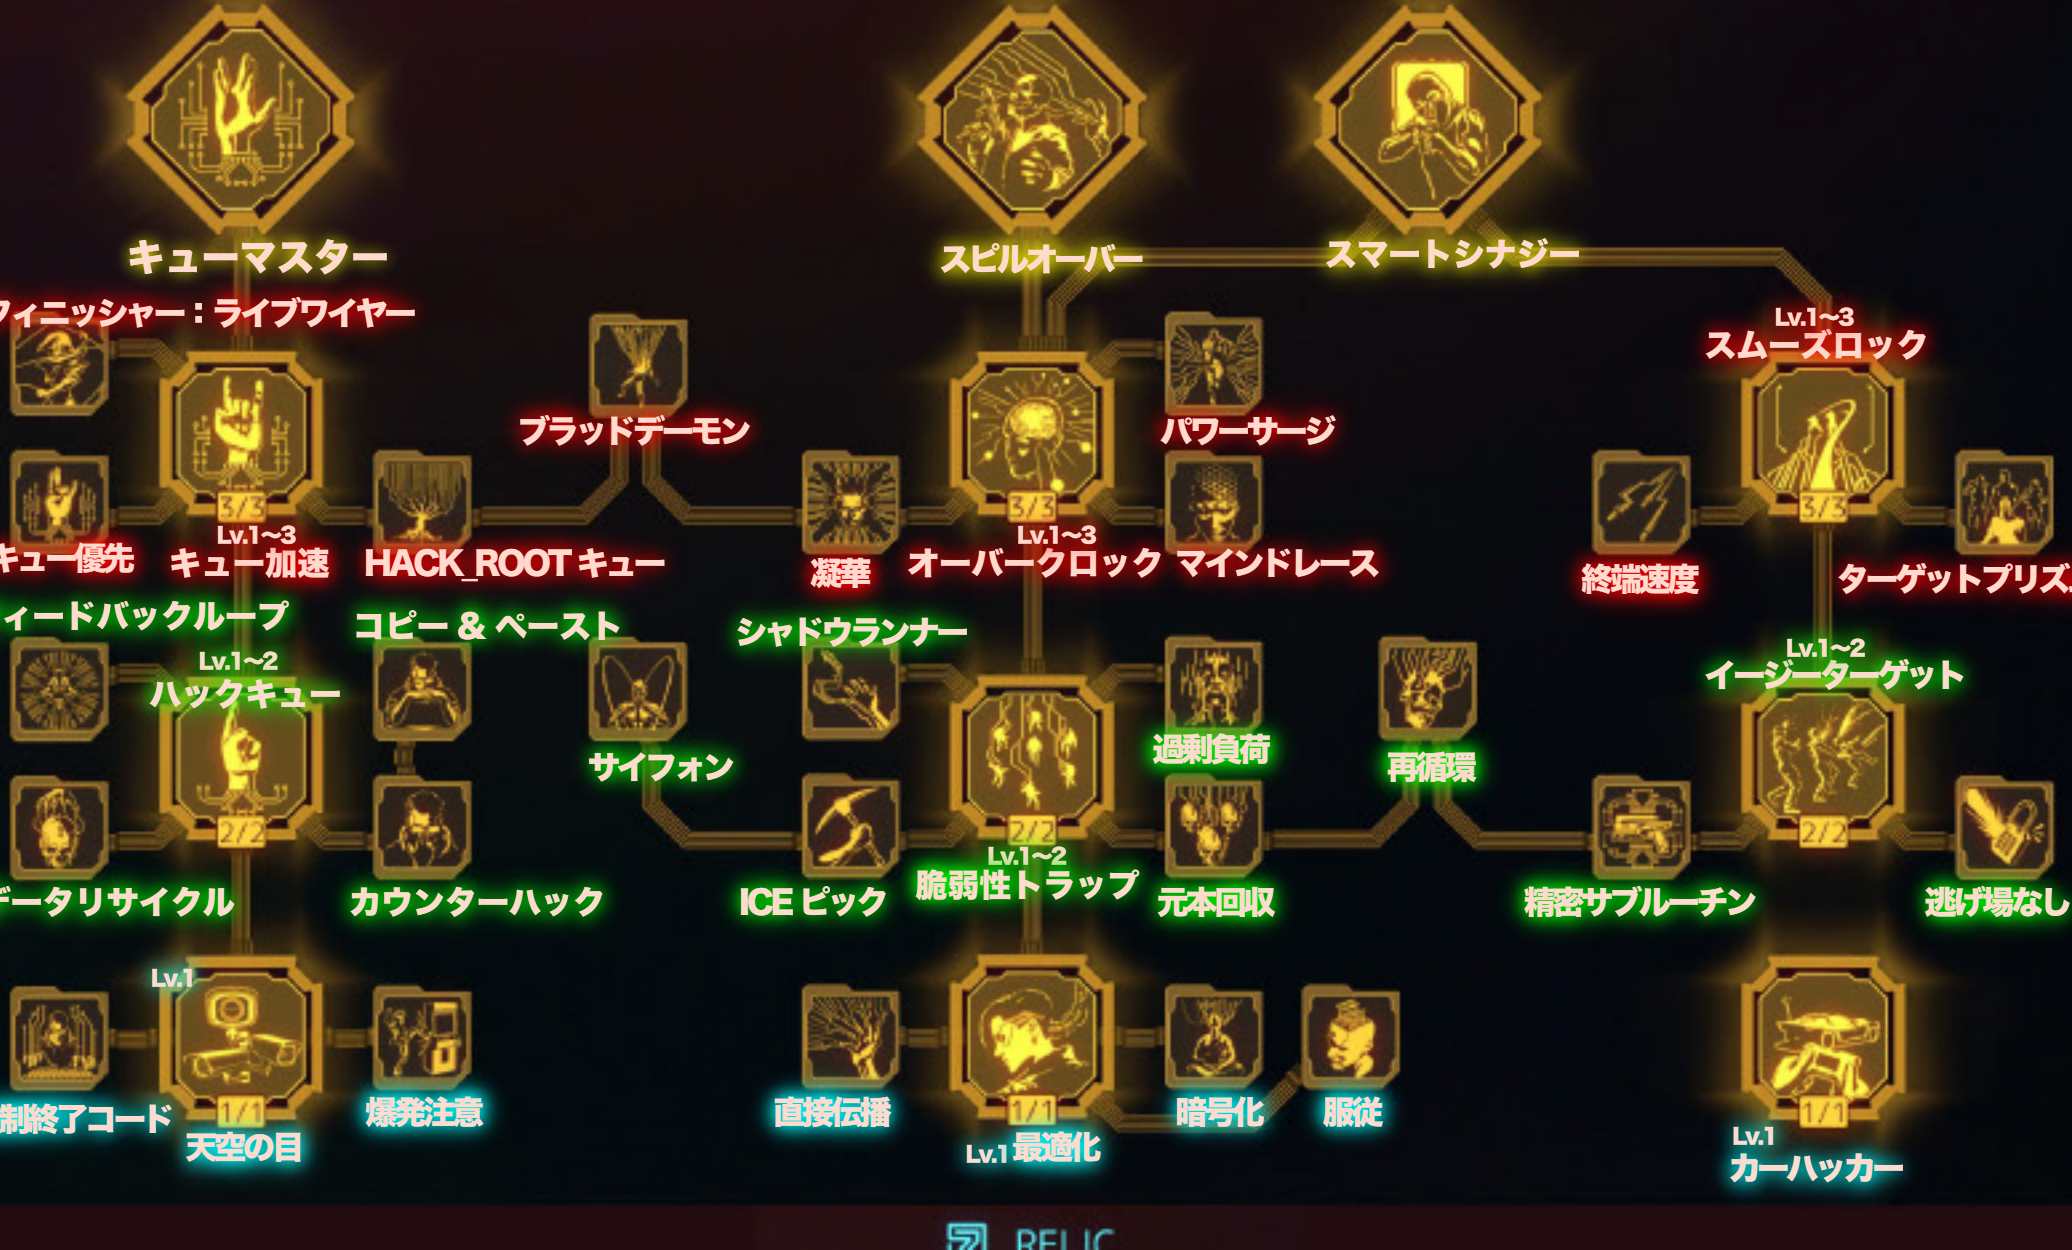 キューマスター
スピルオーバー
スマートシナジー
フィニッシャー：ライブワイヤー
Lv.1～3
スムーズロック
ブラッドデーモン
パワーサージ
3/3
3/3
3/3
キュー優先
Lv.1～3
キュー加速
HACK_ROOT キュー
凝華
Lv.1～3
オーバークロック
マインドレース
終端速度
ターゲットプリズ
ィードバックループ
コピー & ペースト
シャドウランナー
Lv.1～2
ハックキュー
Lv.1～2
イージーターゲット
サイフォン
過剰負荷
再循環
2/2
2/2
2/2
データリサイクル
カウンターハック
ICE ピック
Lv.1～2
脆弱性トラップ
元本回収
精密サブルーチン
逃げ場なし
Lv.1
制終了コード
1/1
天空の目
爆発注意
直接伝播
1/1
Lv.1 最適化
暗号化
服従
1/1
Lv.1
カーハッカー
RELIC